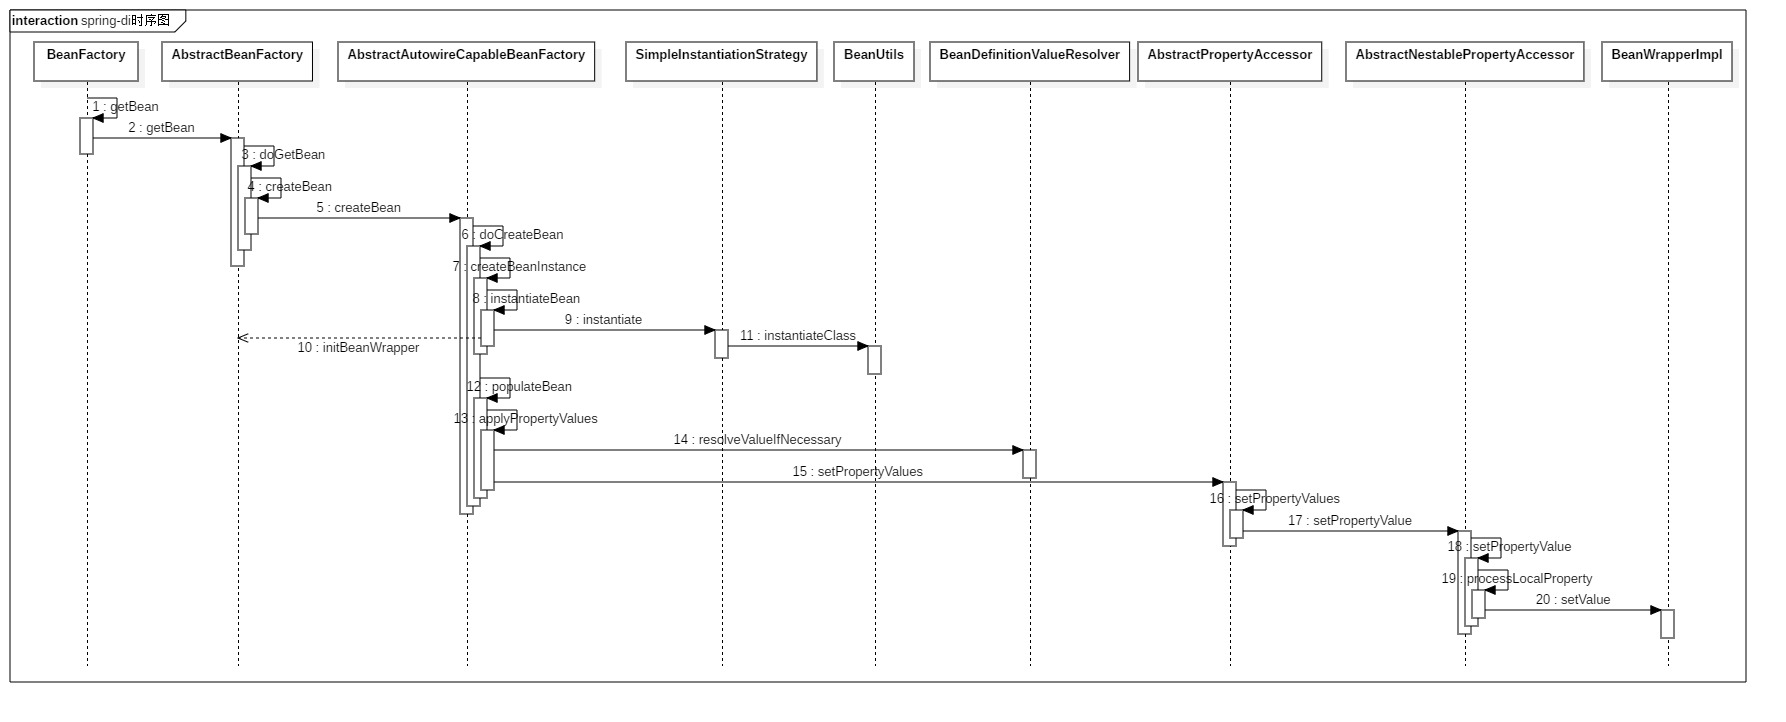 interaction spring-di时序图
BeanFactory
AbstractBeanFactory
AbstractAutowireCapableBeanFactory
SimpleInstantiationStrategy
BeanUtils
BeanDefinitionValueResolver
AbstractPropertyAccessor
AbstractNestablePropertyAccessor
BeanWrapperImpl
1 : getBean
2 : getBean
3 : doGetBean
4 : createBean
5 : createBean
6 : doCreateBean
7 : createBeanInstance
8 : instantiateBean
9 : instantiate
10 : initBeanWrapper
11 : instantiateClass
12 : populateBean
13 : applyPropertyValues
14 : resolveValueIfNecessary
15 : setPropertyValues
16 : setPropertyValues
17 : setPropertyValue
18 : setPropertyValue
19 : processLocalProperty
20 : setValue